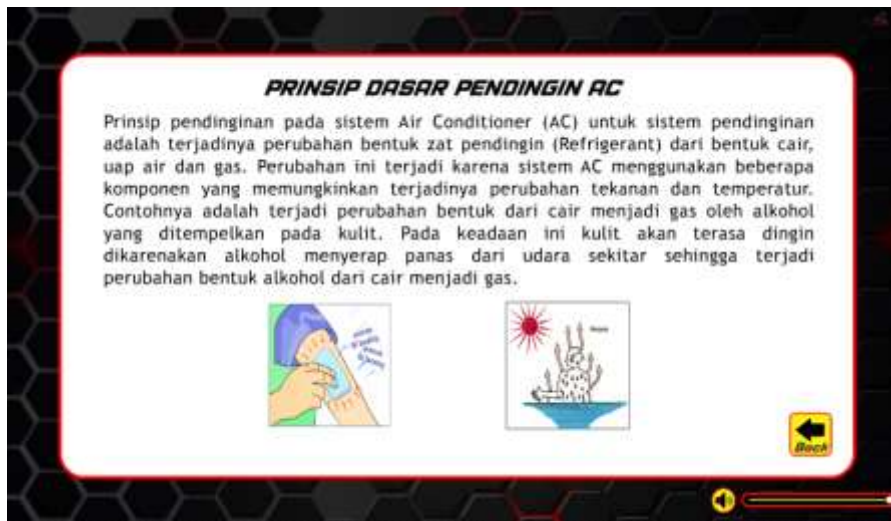 PRINSIP DASAR PENDINGIN AC
Prinsip pendinginan pada sistem Air Conditioner (AC) untuk sistem pendinginan
adalah terjadinya perubahan bentuk zat pendingin (Refrigerant) dari bentuk cair,
uap air dan gas. Perubahan ini terjadi karena sistem AC menggunakan beberapa
komponen yang memungkinkan terjadinya perubahan tekanan dan temperatur.
Contohnya adalah terjadi perubahan bentuk dari cair menjadi gas oleh alkohol
yang ditempelkan pada kulit. Pada keadaan ini kulit akan terasa dingin
dikarenakan alkohol menyerap panas dari udara sekitar sehingga terjadi
perubahan bentuk alkohol dari cair menjadi gas.
Back